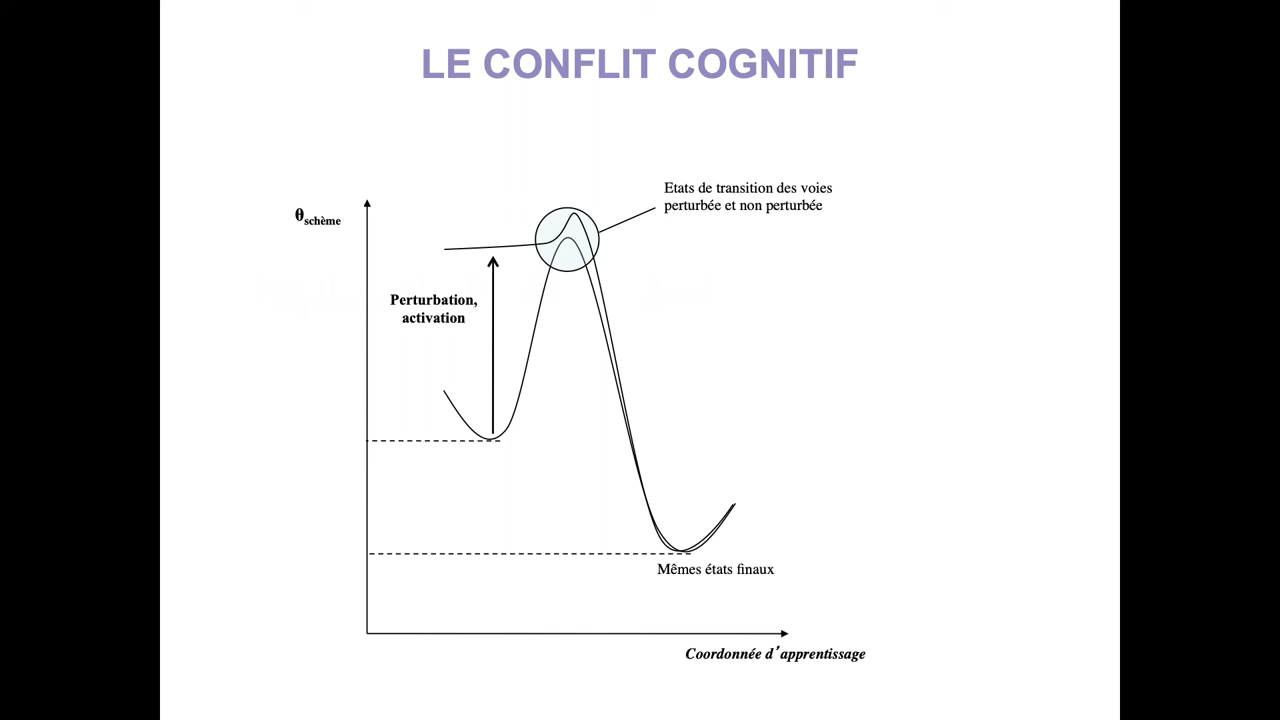 LE CONFLIT COGNITIF
Etats de transition des voies
perturbée et non perturbée
θschème
Perturbation,
activation
Mêmes états finaux
Coordonnée d’apprentissage